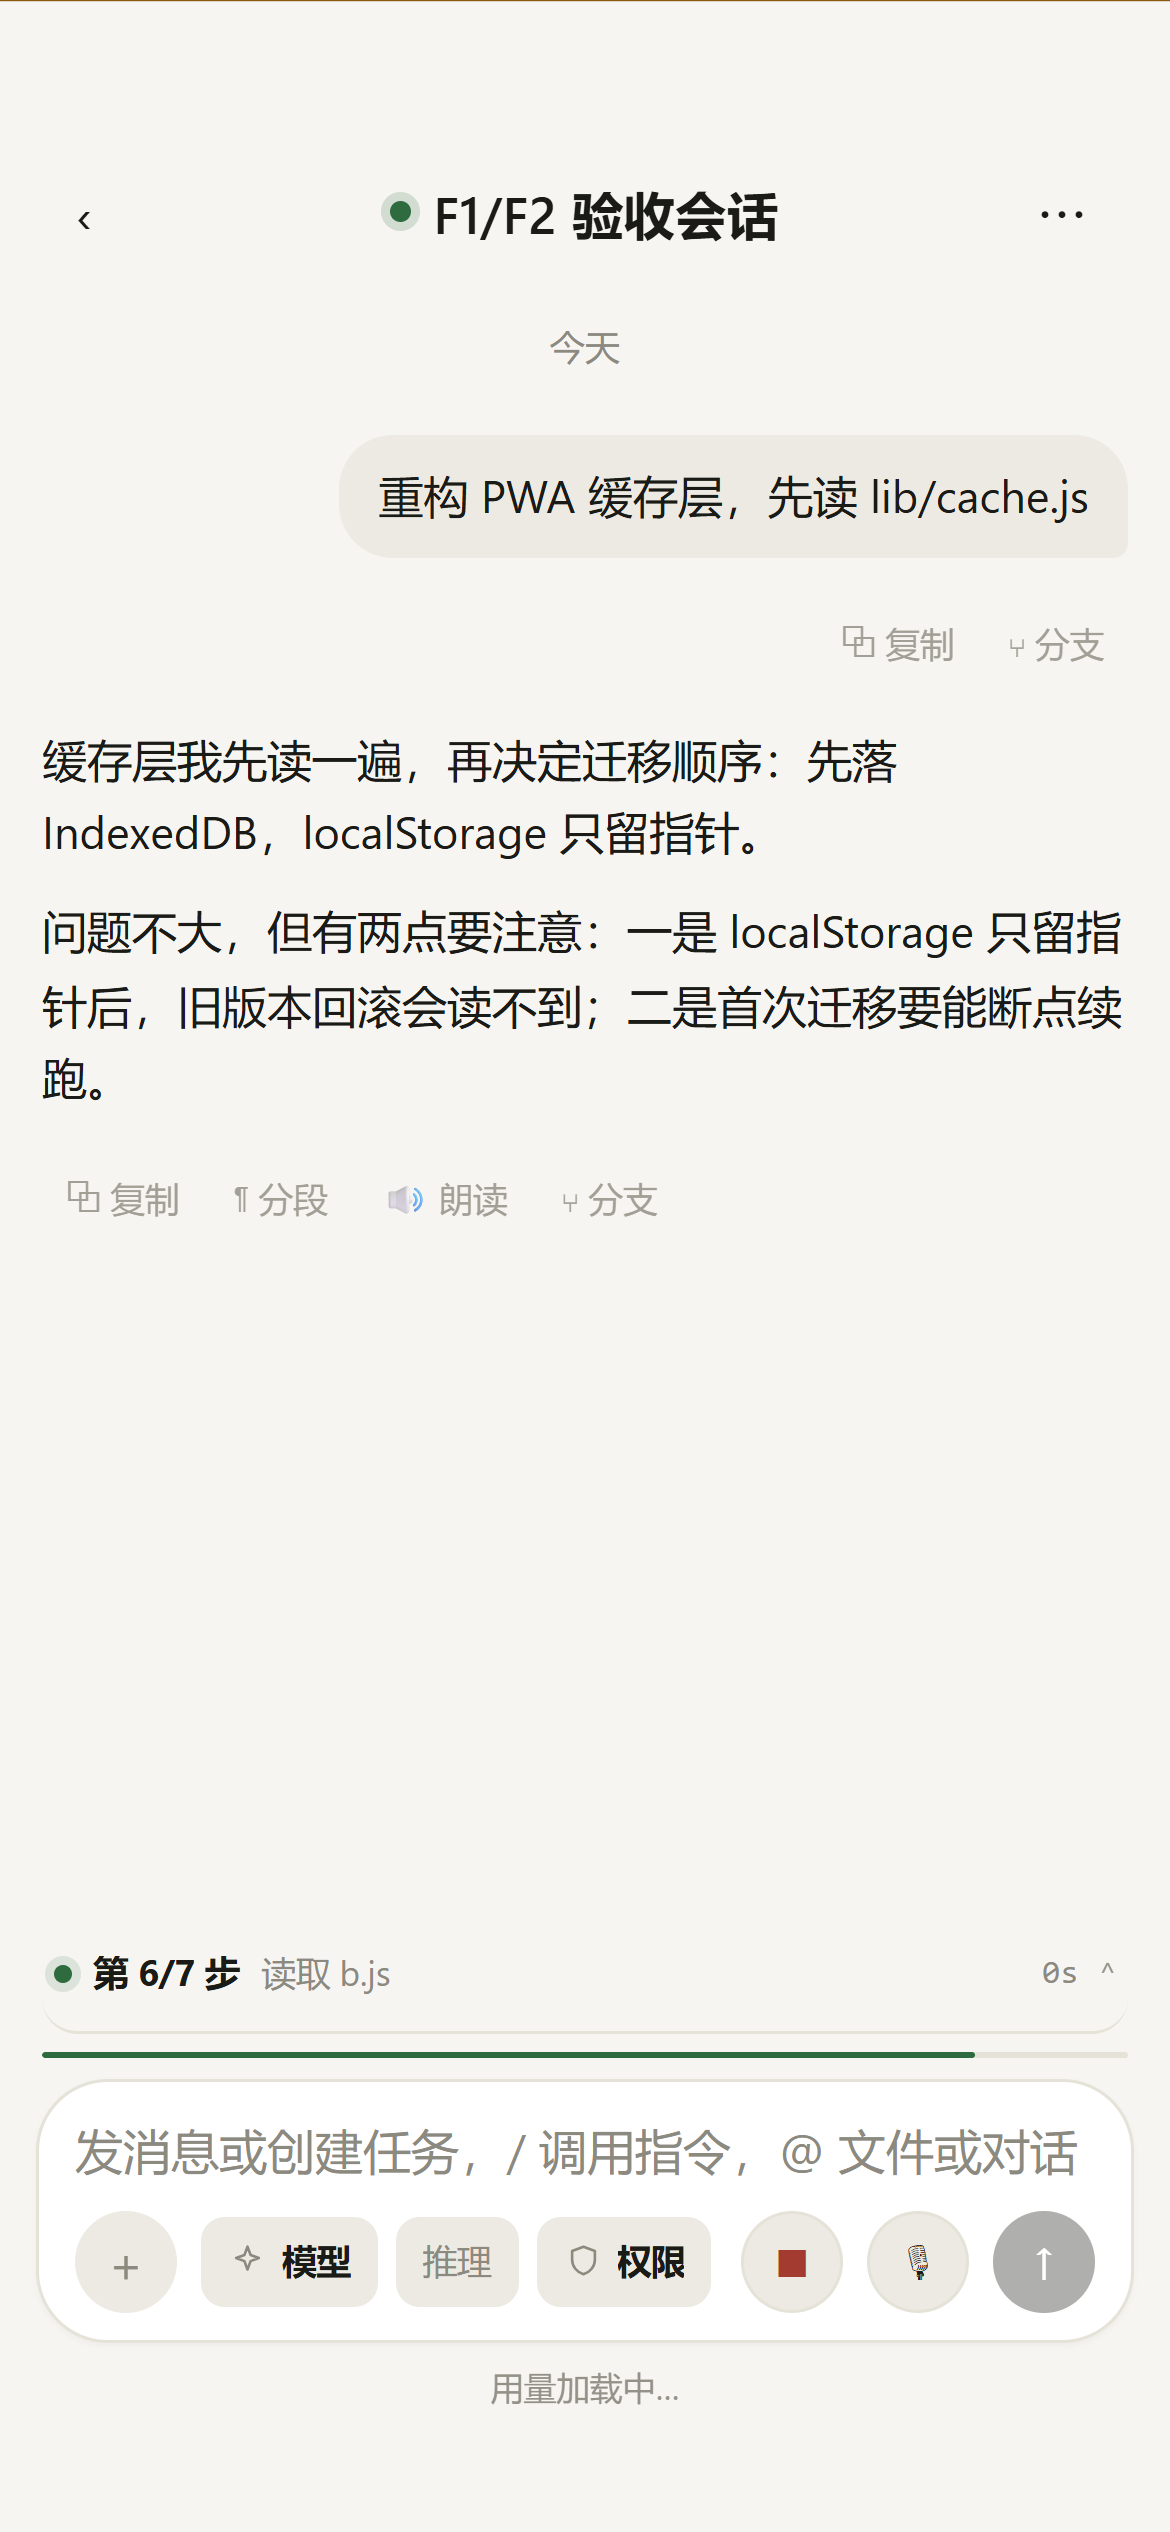 ‹
F1/F2 验收会话
···
今天
重构 PWA 缓存层，先读 lib/cache.js
复制 分支
缓存层我先读一遍，再决定迁移顺序：先落
IndexedDB，localStorage 只留指针。
问题不大，但有两点要注意：一是 localStorage 只留指
针后，旧版本回滚会读不到；二是首次迁移要能断点续
跑。
复制 ¶ 分段 朗读 分支
第 6/7 步 读取 b.js 0s ^
发消息或创建任务，/ 调用指令，@ 文件或对话
+ 模型 推理 权限 ↑
用量加载中...